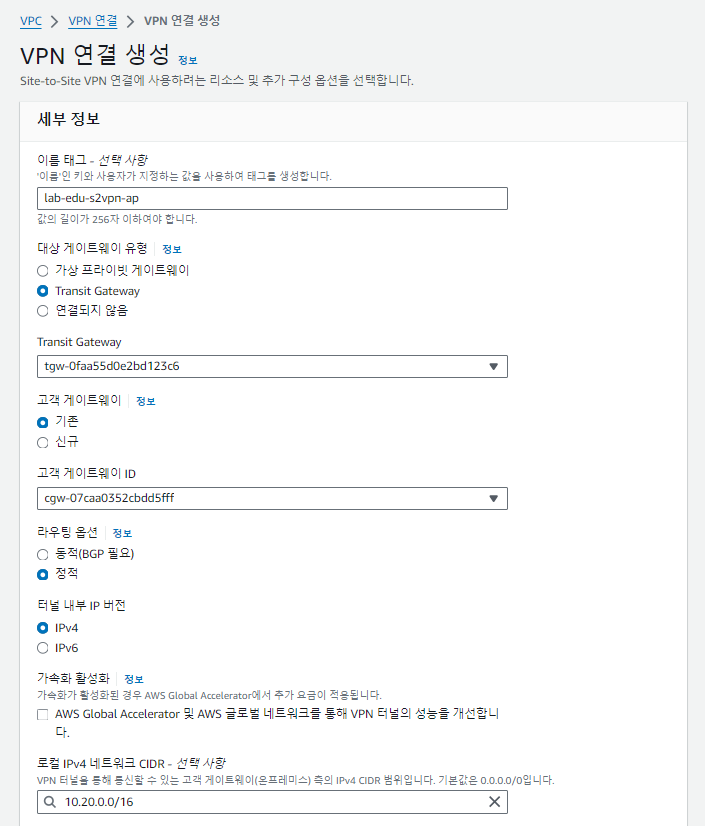 VPC > VPN 연결 > VPN 연결 생성
VPN 연결 생성 정보
Site-to-Site VPN 연결에 사용하려는 리소스 및 추가 구성 옵션을 선택합니다.
세부 정보
이름 태그 - 선택 사항
'이름'인 키와 사용자가 지정하는 값을 사용하여 태그를 생성합니다.
lab-edu-s2vpn-ap
값의 길이가 256자 이하여야 합니다.
대상 게이트웨이 유형 정보
가상 프라이빗 게이트웨이
Transit Gateway
연결되지 않음
Transit Gateway
tgw-0faa55d0e2bd123c6
고객 게이트웨이 정보
기존
신규
고객 게이트웨이 ID
cgw-07caa0352cbdd5fff
라우팅 옵션 정보
동적(BGP 필요)
정적
터널 내부 IP 버전
IPv4
IPv6
가속화 활성화 정보
가속화가 활성화된 경우 AWS Global Accelerator에서 추가 요금이 적용됩니다.
AWS Global Accelerator 및 AWS 글로벌 네트워크를 통해 VPN 터널의 성능을 개선합니
다.
로컬 IPv4 네트워크 CIDR - 선택 사항
VPN 터널을 통해 통신할 수 있는 고객 게이트웨이(온프레미스) 측의 IPv4 CIDR 범위입니다. 기본값은 0.0.0.0/0입니다.
10.20.0.0/16